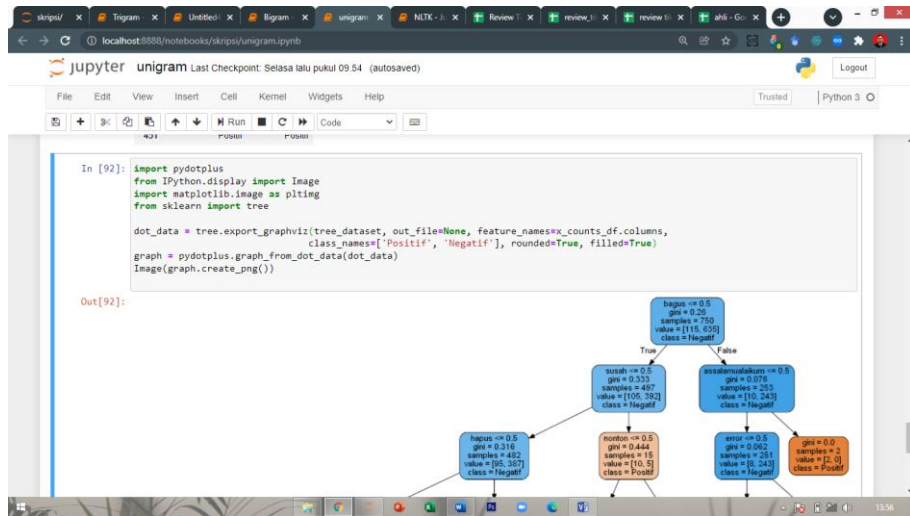 skripsi/
Trigram -
Untitled
Bigram -
unigram
NLTK - J
Review T
review_ti
review ti
ahli - Go
localhost:8888/notebooks/skripsi/unigram.ipynb
jupyter unigram Last Checkpoint: Selasa lalu pukul 09.54 (autosaved)
Logout
File Edit View Insert Cell Kernel Widgets Help
Trusted
Python 3
Run
Code
451 Positif Positif
In [92]: import pydotplus
from IPython.display import Image
import matplotlib.image as pltimg
from sklearn import tree
dot_data = tree.export_graphviz(tree_dataset, out_file=None, feature_names=x_counts_df.columns,
class_names=['Positif', 'Negatif'], rounded=True, filled=True)
graph = pydotplus.graph_from_dot_data(dot_data)
Image(graph.create_png())
Out[92]:
bagus <= 0.5
gini = 0.26
samples = 750
value = [115, 635]
class = Negatif
True
False
susah <= 0.5
gini = 0.333
samples = 497
value = [105, 392]
class = Negatif
assalamualaikum <= 0.5
gini = 0.076
samples = 253
value = [10, 243]
class = Negatif
hapus <= 0.5
gini = 0.316
samples = 482
value = [95, 387]
class = Negatif
nonton <= 0.5
gini = 0.444
samples = 15
value = [10, 5]
class = Positif
error <= 0.5
gini = 0.062
samples = 251
value = [8, 243]
class = Negatif
gini = 0.0
samples = 2
value = [2, 0]
class = Positif
13:56